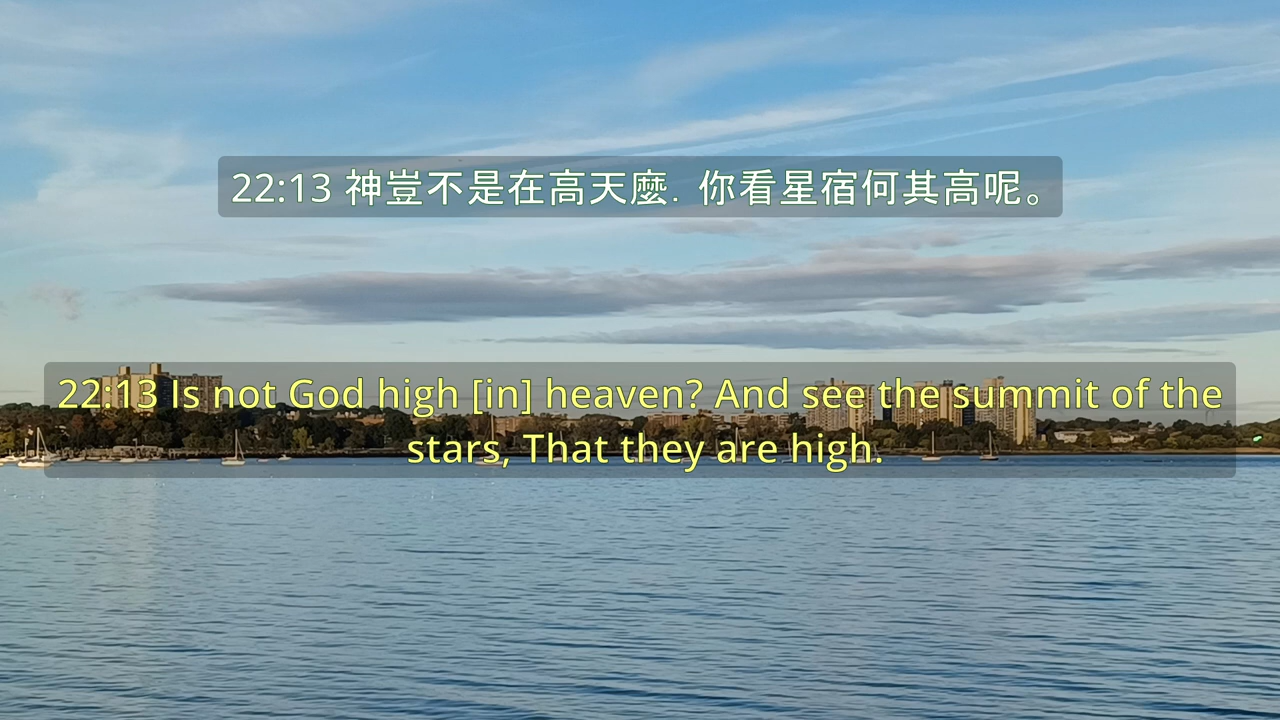 22:13 神豈不是在高天麼．你看星宿何其高呢。
22:13 Is not God high [in] heaven? And see the summit of the
stars, That they are high.